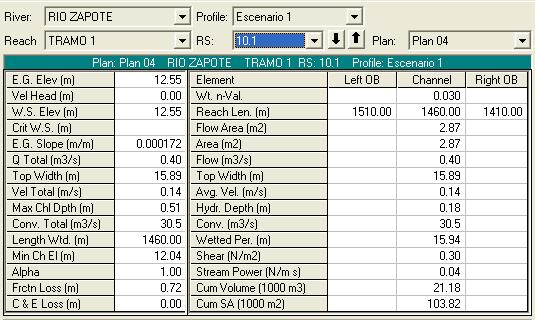 River: RIO ZAPOTE Profile: Escenario 1
Reach TRAMO 1 RS: 10.1 Plan: Plan 04
Plan: Plan 04 RIO ZAPOTE TRAMO 1 RS: 10.1 Profile: Escenario 1
E.G. Elev (m) 12.55 Element Left OB Channel Right OB
Vel Head (m) 0.00 Wt. n-Val. 0.030
W.S. Elev (m) 12.55 Reach Len. (m) 1510.00 1460.00 1410.00
Crit W.S. (m) Flow Area (m2) 2.87
E.G. Slope (m/m) 0.000172 Area (m2) 2.87
Q Total (m3/s) 0.40 Flow (m3/s) 0.40
Top Width (m) 15.89 Top Width (m) 15.89
Vel Total (m/s) 0.14 Avg. Vel. (m/s) 0.14
Max Chl Dpth (m) 0.51 Hydr. Depth (m) 0.18
Conv. Total (m3/s) 30.5 Conv. (m3/s) 30.5
Length Wtd. (m) 1460.00 Wetted Per. (m) 15.94
Min Ch El (m) 12.04 Shear (N/m2) 0.30
Alpha 1.00 Stream Power (N/m s) 0.04
Frctn Loss (m) 0.72 Cum Volume (1000 m3) 21.18
C & E Loss (m) 0.00 Cum SA (1000 m2) 103.82